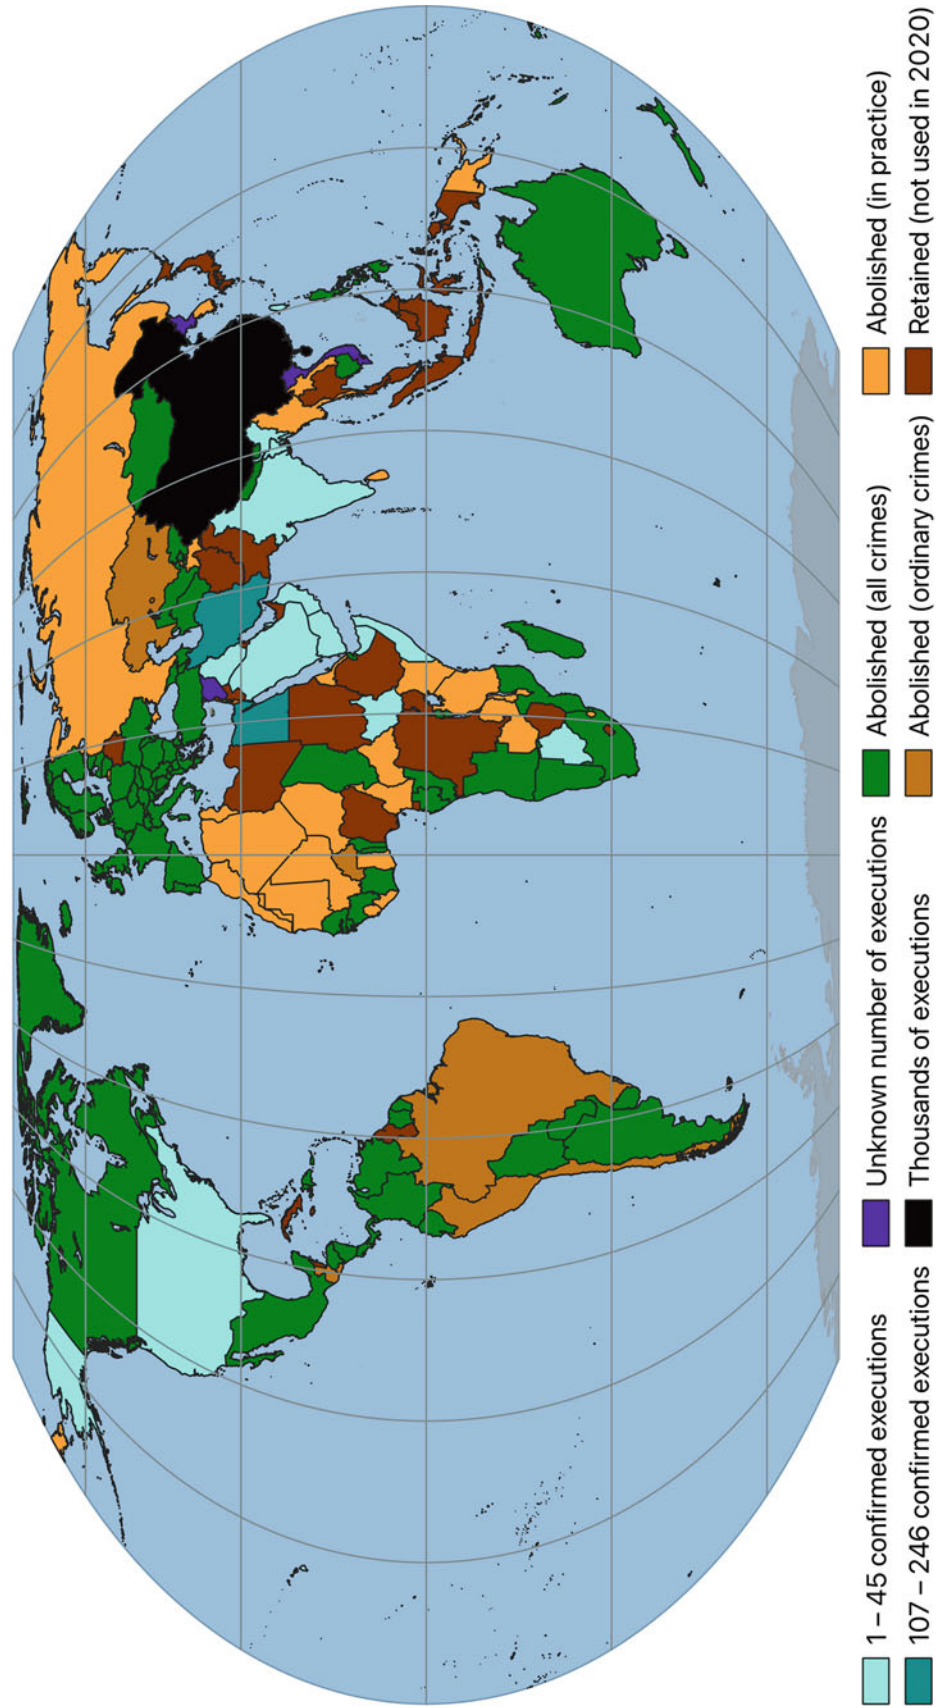 1 – 45 confirmed executions
Unknown number of executions
Abolished (all crimes)
Abolished (in practice)
107 – 246 confirmed executions
Thousands of executions
Abolished (ordinary crimes)
Retained (not used in 2020)